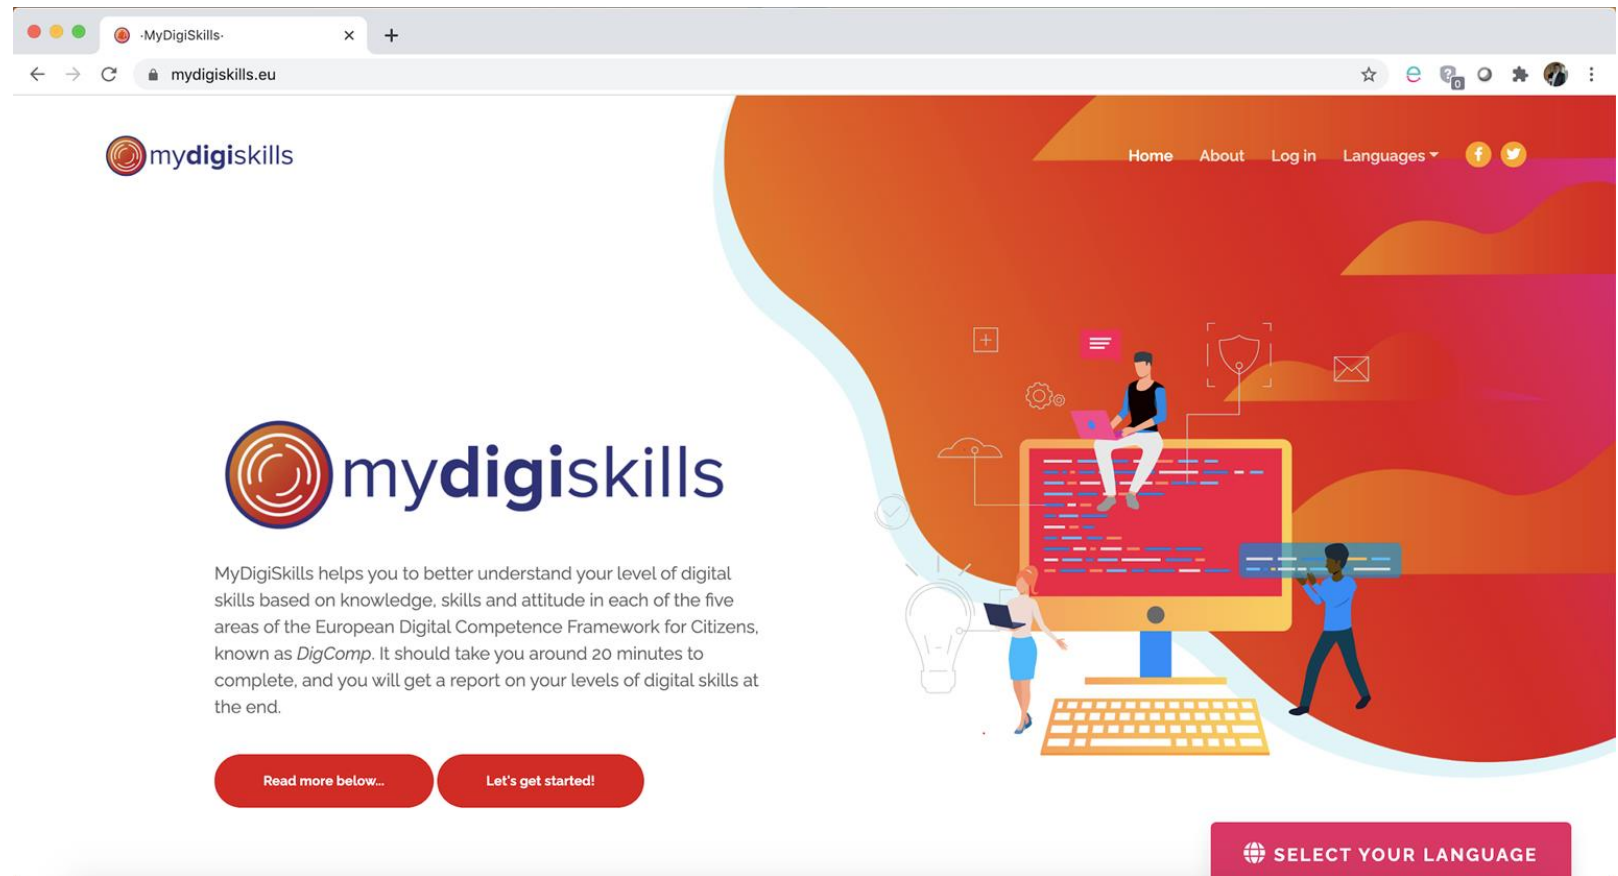 ·MyDigiSkills·
mydigiskills.eu
0
mydigiskills
Home About Log in Languages
mydigiskills
MyDigiSkills helps you to better understand your level of digital
skills based on knowledge, skills and attitude in each of the five
areas of the European Digital Competence Framework for Citizens,
known as DigComp. It should take you around 20 minutes to
complete, and you will get a report on your levels of digital skills at
the end.
Read more below... Let's get started!
SELECT YOUR LANGUAGE